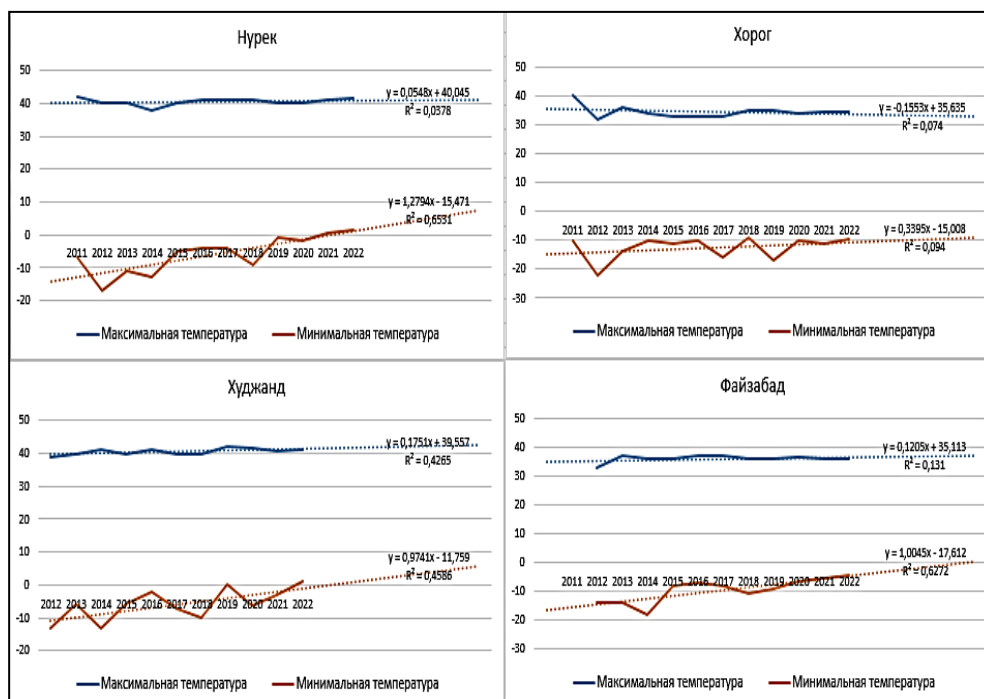 Нурек
50
40
30
20
10
0
-10
-20
y = 0,0548x + 40,045
R² = 0,0378
y = 1,2794x - 15,471
R² = 0,6531
2011 2012 2013 2014 2015 2016 2017 2018 2019 2020 2021 2022
Максимальная температура Минимальная температура
Хорог
50
40
30
20
10
0
-10
-20
-30
y = -0,1553x + 35,635
R² = 0,074
y = 0,3395x - 15,008
R² = 0,094
2011 2012 2013 2014 2015 2016 2017 2018 2019 2020 2021 2022
Максимальная температура Минимальная температура
Худжанд
50
40
30
20
10
0
-10
-20
y = 0,1751x + 39,557
R² = 0,4265
y = 0,9741x - 11,759
R² = 0,4586
2012 2013 2014 2015 2016 2017 2018 2019 2020 2021 2022
Максимальная температура Минимальная температура
Файзабад
50
40
30
20
10
0
-10
-20
-30
y = 0,1205x + 35,113
R² = 0,131
y = 1,0045x - 17,612
R² = 0,6272
2011 2012 2013 2014 2015 2016 2017 2018 2019 2020 2021 2022
Максимальная температура Минимальная температура